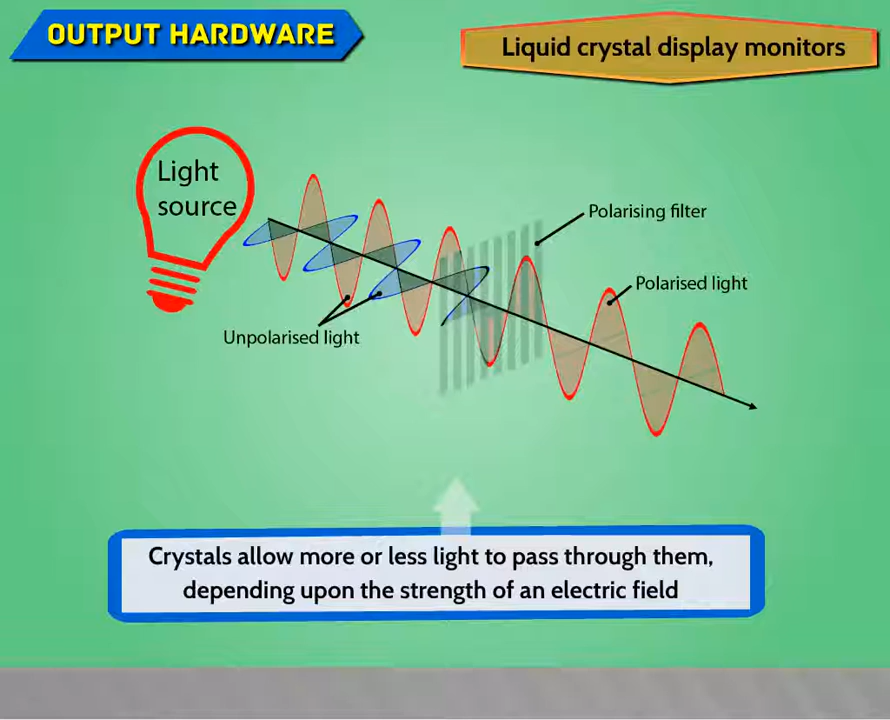 OUTPUT HARDWARE
Liquid crystal display monitors
Light
source
Polarising filter
Polarised light
Unpolarised light
Crystals allow more or less light to pass through them,
depending upon the strength of an electric field